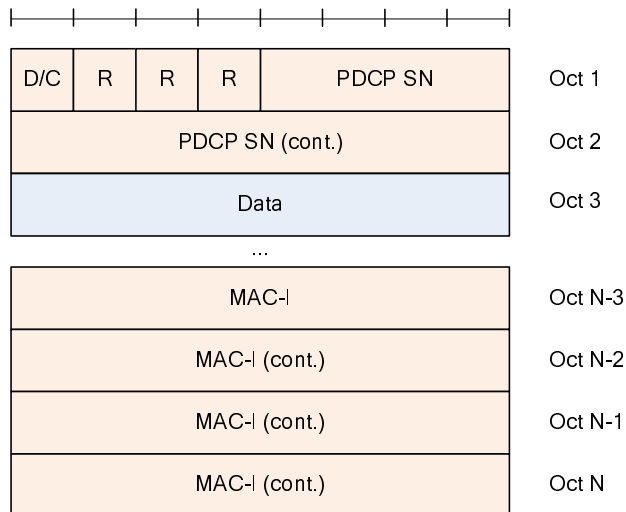 D/C R R R PDCP SN Oct 1
PDCP SN (cont.) Oct 2
Data Oct 3
...
MAC-I Oct N-3
MAC-I (cont.) Oct N-2
MAC-I (cont.) Oct N-1
MAC-I (cont.) Oct N